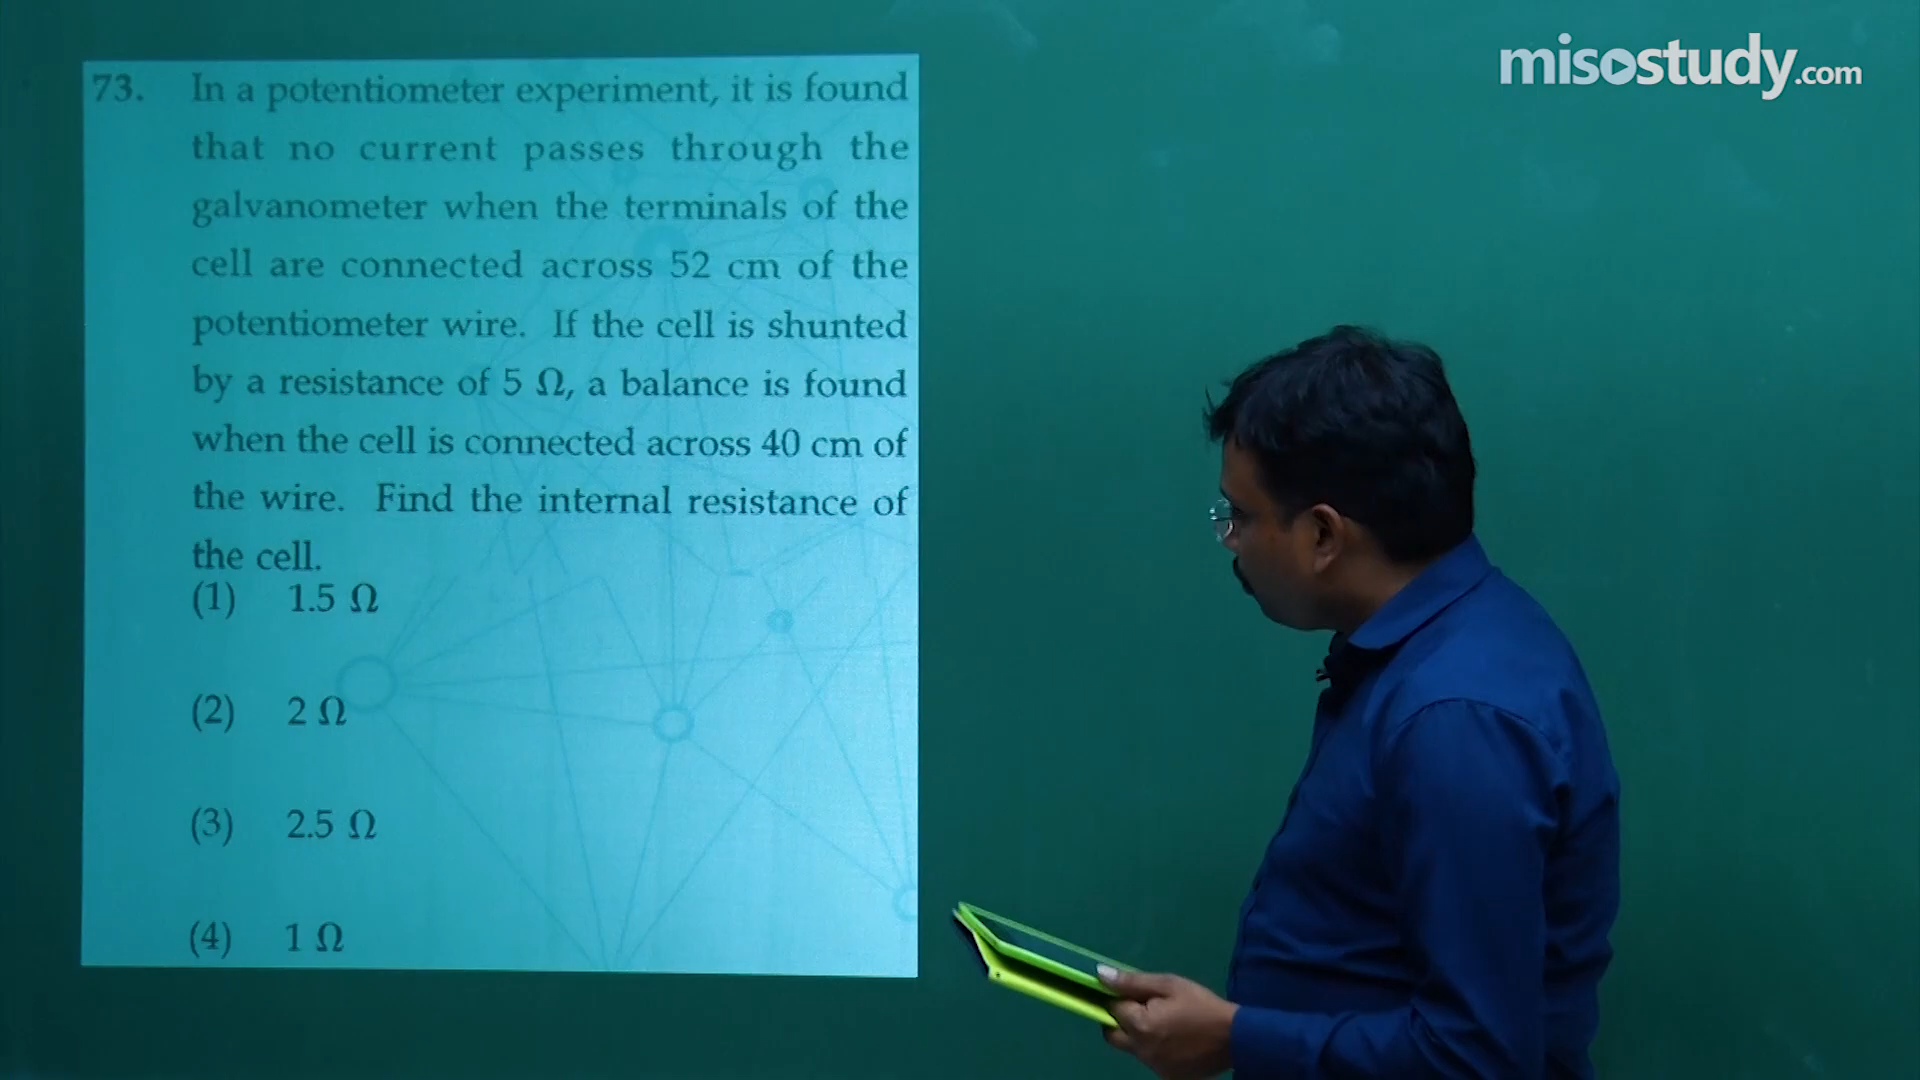 misostudy.com
73. In a potentiometer experiment, it is found
that no current passes through the
galvanometer when the terminals of the
cell are connected across 52 cm of the
potentiometer wire. If the cell is shunted
by a resistance of 5 Ω, a balance is found
when the cell is connected across 40 cm of
the wire. Find the internal resistance of
the cell.
(1) 1.5 Ω
(2) 2 Ω
(3) 2.5 Ω
(4) 1 Ω